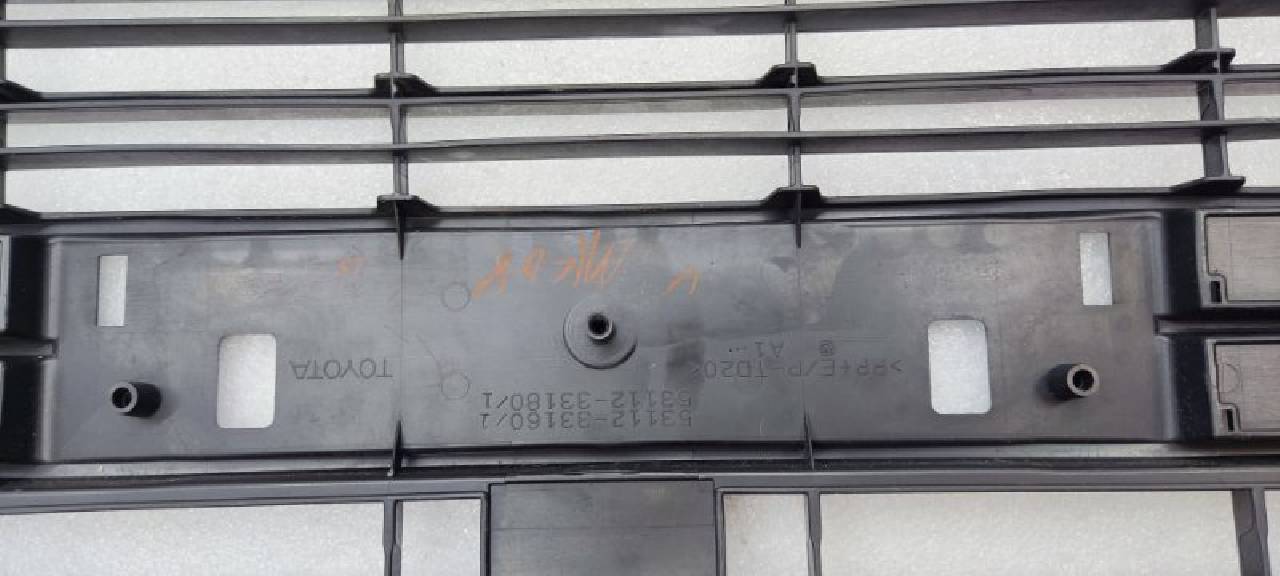 53112-33160/1
53112-33180/1
>PP+E/P-TD20<
A1
TOYOTA